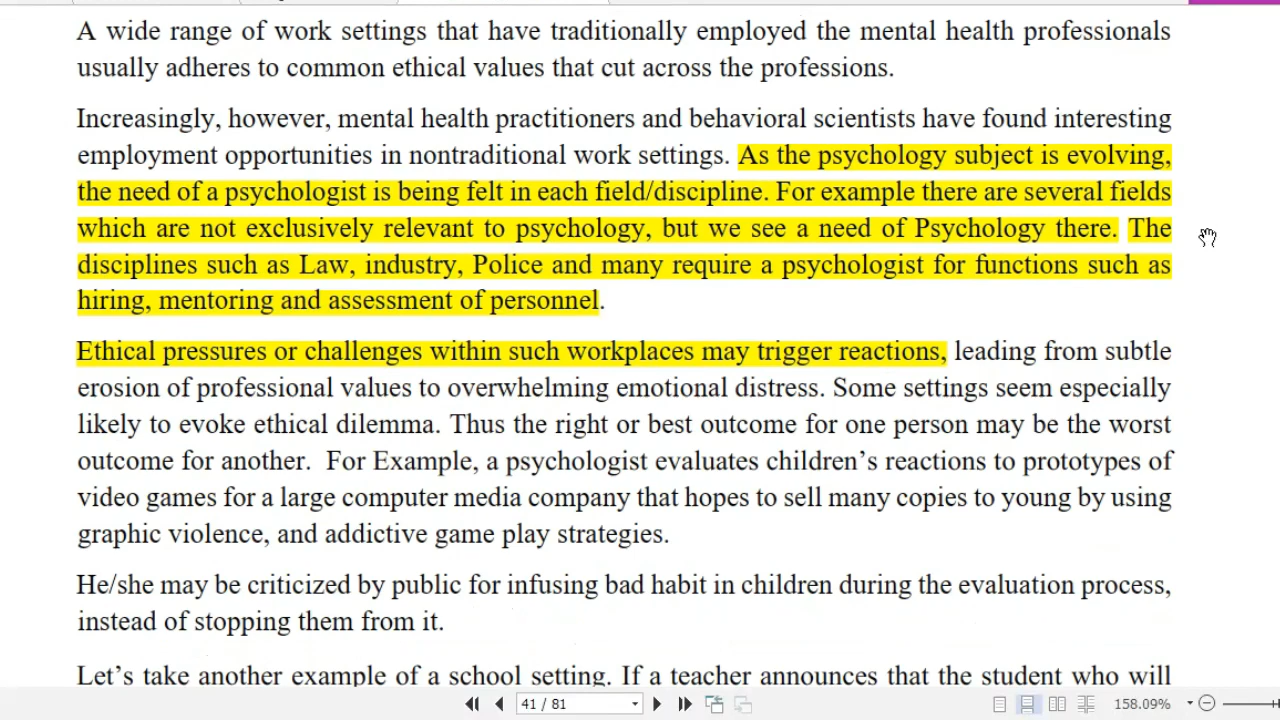 A wide range of work settings that have traditionally employed the mental health professionals
usually adheres to common ethical values that cut across the professions.
Increasingly, however, mental health practitioners and behavioral scientists have found interesting
employment opportunities in nontraditional work settings. As the psychology subject is evolving,
the need of a psychologist is being felt in each field/discipline. For example there are several fields
which are not exclusively relevant to psychology, but we see a need of Psychology there. The
disciplines such as Law, industry, Police and many require a psychologist for functions such as
hiring, mentoring and assessment of personnel.
Ethical pressures or challenges within such workplaces may trigger reactions, leading from subtle
erosion of professional values to overwhelming emotional distress. Some settings seem especially
likely to evoke ethical dilemma. Thus the right or best outcome for one person may be the worst
outcome for another. For Example, a psychologist evaluates children’s reactions to prototypes of
video games for a large computer media company that hopes to sell many copies to young by using
graphic violence, and addictive game play strategies.
He/she may be criticized by public for infusing bad habit in children during the evaluation process,
instead of stopping them from it.
Let’s take another example of a school setting. If a teacher announces that the student who will
41 / 81
158.09%